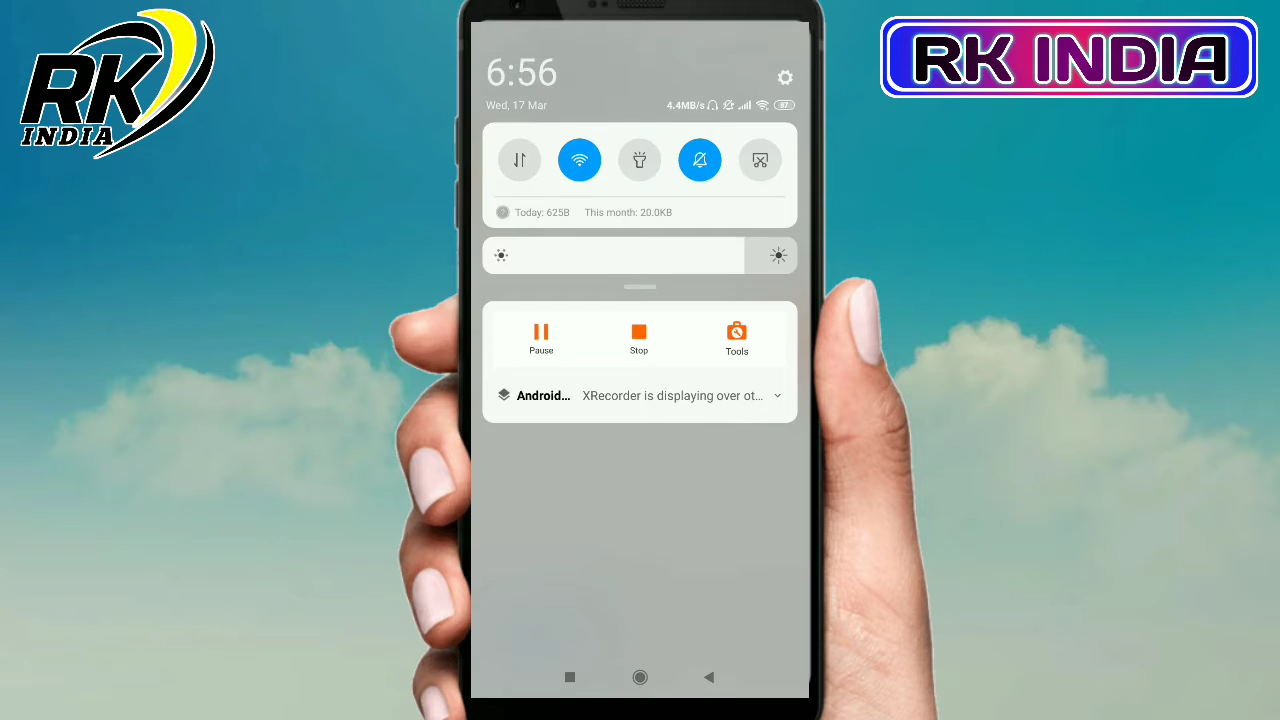 RK
INDIA
RK INDIA
6:56
Wed, 17 Mar
4.4MB/s 87
Today: 625B This month: 20.0KB
Pause Stop Tools
Android... XRecorder is displaying over ot...